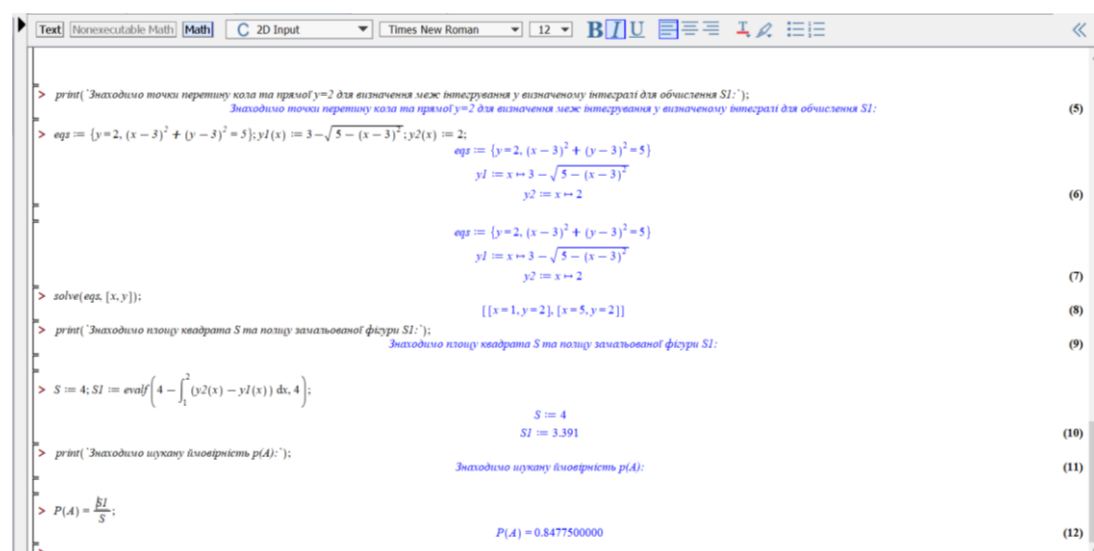 Text Nonexecutable Math Math C 2D Input Times New Roman 12 B I U
> print(`Знаходимо точки перетину кола та прямої y=2 для визначення меж інтегрування у визначеному інтегралі для обчислення S1:`);
Знаходимо точки перетину кола та прямої y=2 для визначення меж інтегрування у визначеному інтегралі для обчислення S1: (5)
> eqs := {y=2, (x − 3)² + (y − 3)² = 5}; y1(x) := 3−√(5 − (x−3)²); y2(x) := 2;
eqs := {y=2, (x − 3)² + (y − 3)² =5}
y1 := x ↦ 3 − √(5 − (x − 3)²)
y2 := x ↦ 2 (6)
eqs := {y=2, (x − 3)² + (y − 3)² =5}
y1 := x ↦ 3 − √(5 − (x − 3)²)
y2 := x ↦ 2 (7)
> solve(eqs, [x, y]);
[[x=1, y=2], [x=5, y=2]] (8)
> print(`Знаходимо площу квадрата S та полщу замальованої фігури S1:`);
Знаходимо площу квадрата S та полщу замальованої фігури S1: (9)
> S := 4; S1 := evalf(4 − ∫₁² (y2(x) − y1(x)) dx, 4);
S := 4
S1 := 3.391 (10)
> print(`Знаходимо шукану ймовірність p(A):`);
Знаходимо шукану ймовірність p(A): (11)
> P(A) = S1/S;
P(A) = 0.8477500000 (12)
>